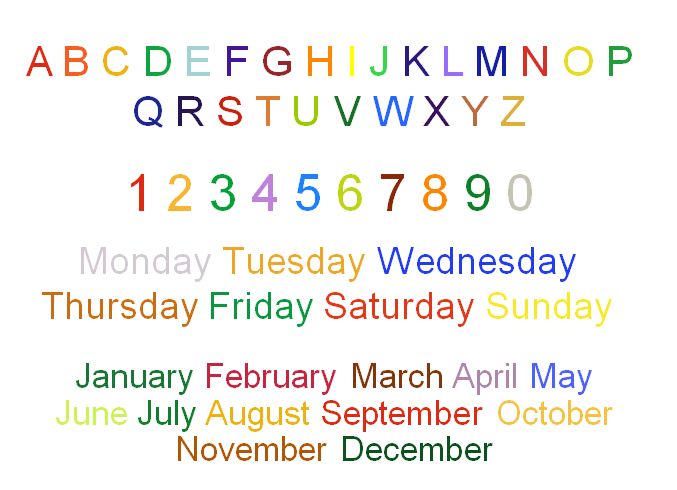 A B C D E F G H I J K L M N O P
Q R S T U V W X Y Z
1 2 3 4 5 6 7 8 9 0
Monday Tuesday Wednesday
Thursday Friday Saturday Sunday
January February March April May
June July August September October
November December